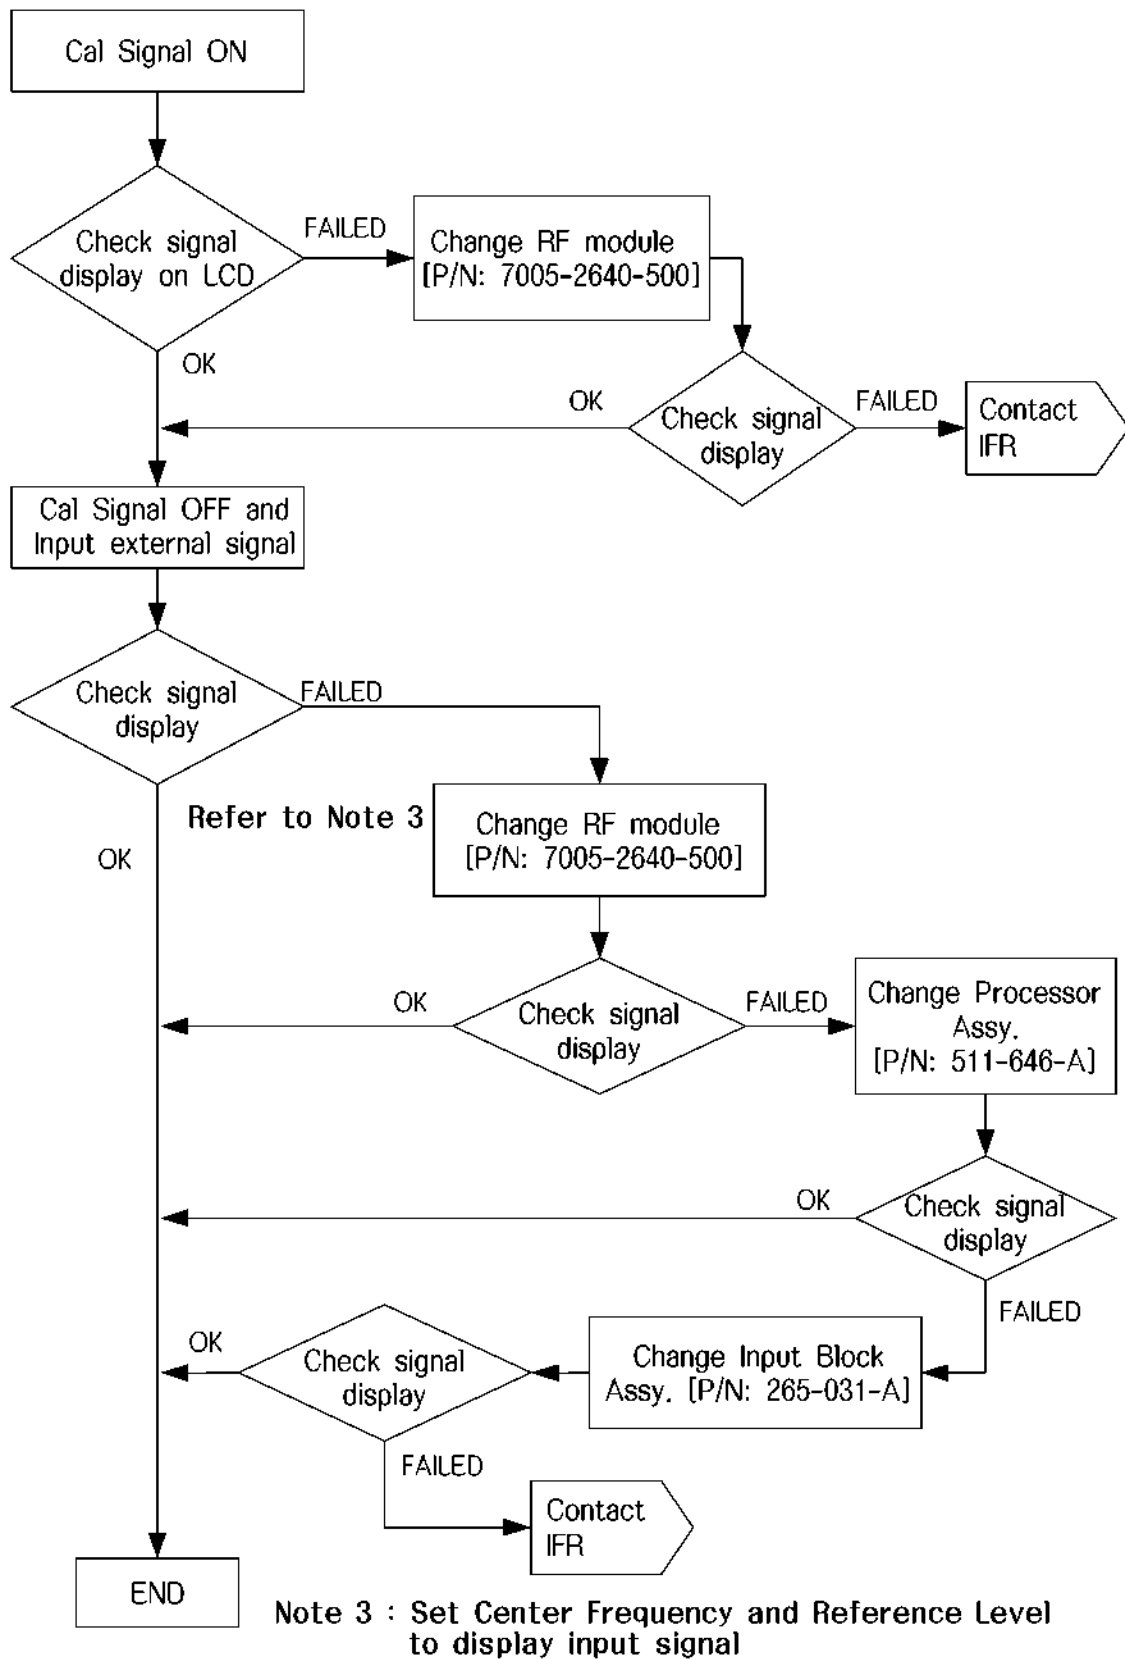 Cal Signal ON
Check signal
display on LCD
FAILED
Change RF module
[P/N: 7005-2640-500]
OK
OK
Check signal
display
FAILED
Contact
IFR
Cal Signal OFF and
Input external signal
Check signal
display
FAILED
Refer to Note 3
Change RF module
[P/N: 7005-2640-500]
OK
OK
Check signal
display
FAILED
Change Processor
Assy.
[P/N: 511-646-A]
OK
Check signal
display
FAILED
OK
Check signal
display
Change Input Block
Assy. [P/N: 265-031-A]
FAILED
Contact
IFR
END
Note 3 : Set Center Frequency and Reference Level
to display input signal